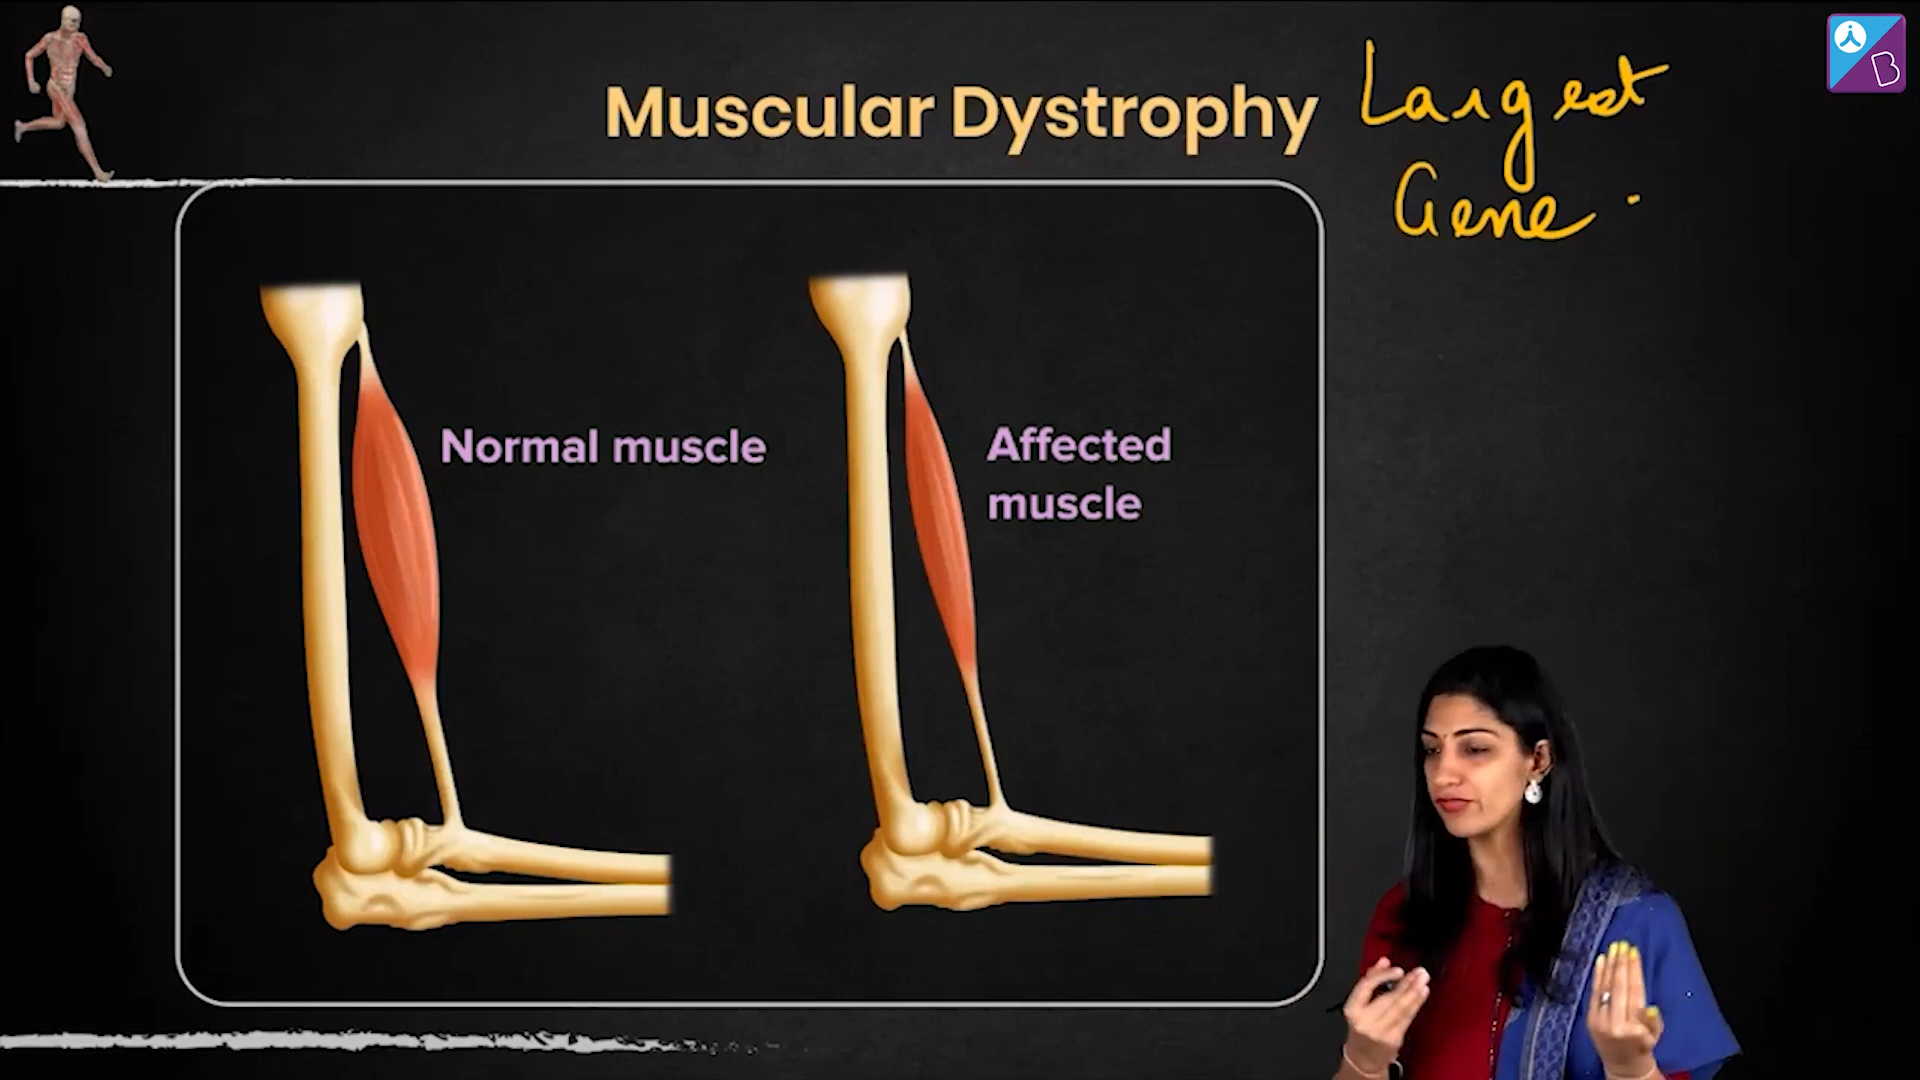 Muscular Dystrophy
Largest
Gene
Normal muscle
Affected
muscle
B